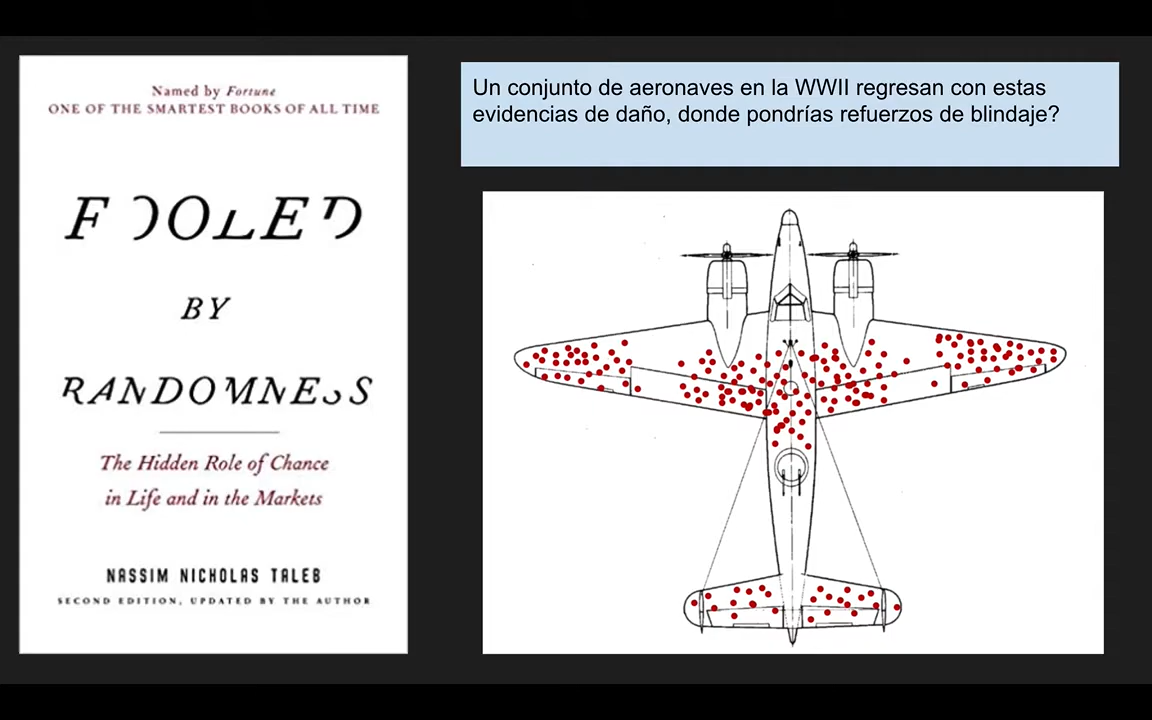 Named by Fortune
ONE OF THE SMARTEST BOOKS OF ALL TIME
FOOLED
BY
RANDOMNESS
The Hidden Role of Chance
in Life and in the Markets
NASSIM NICHOLAS TALEB
SECOND EDITION, UPDATED BY THE AUTHOR
Un conjunto de aeronaves en la WWII regresan con estas
evidencias de daño, donde pondrías refuerzos de blindaje?